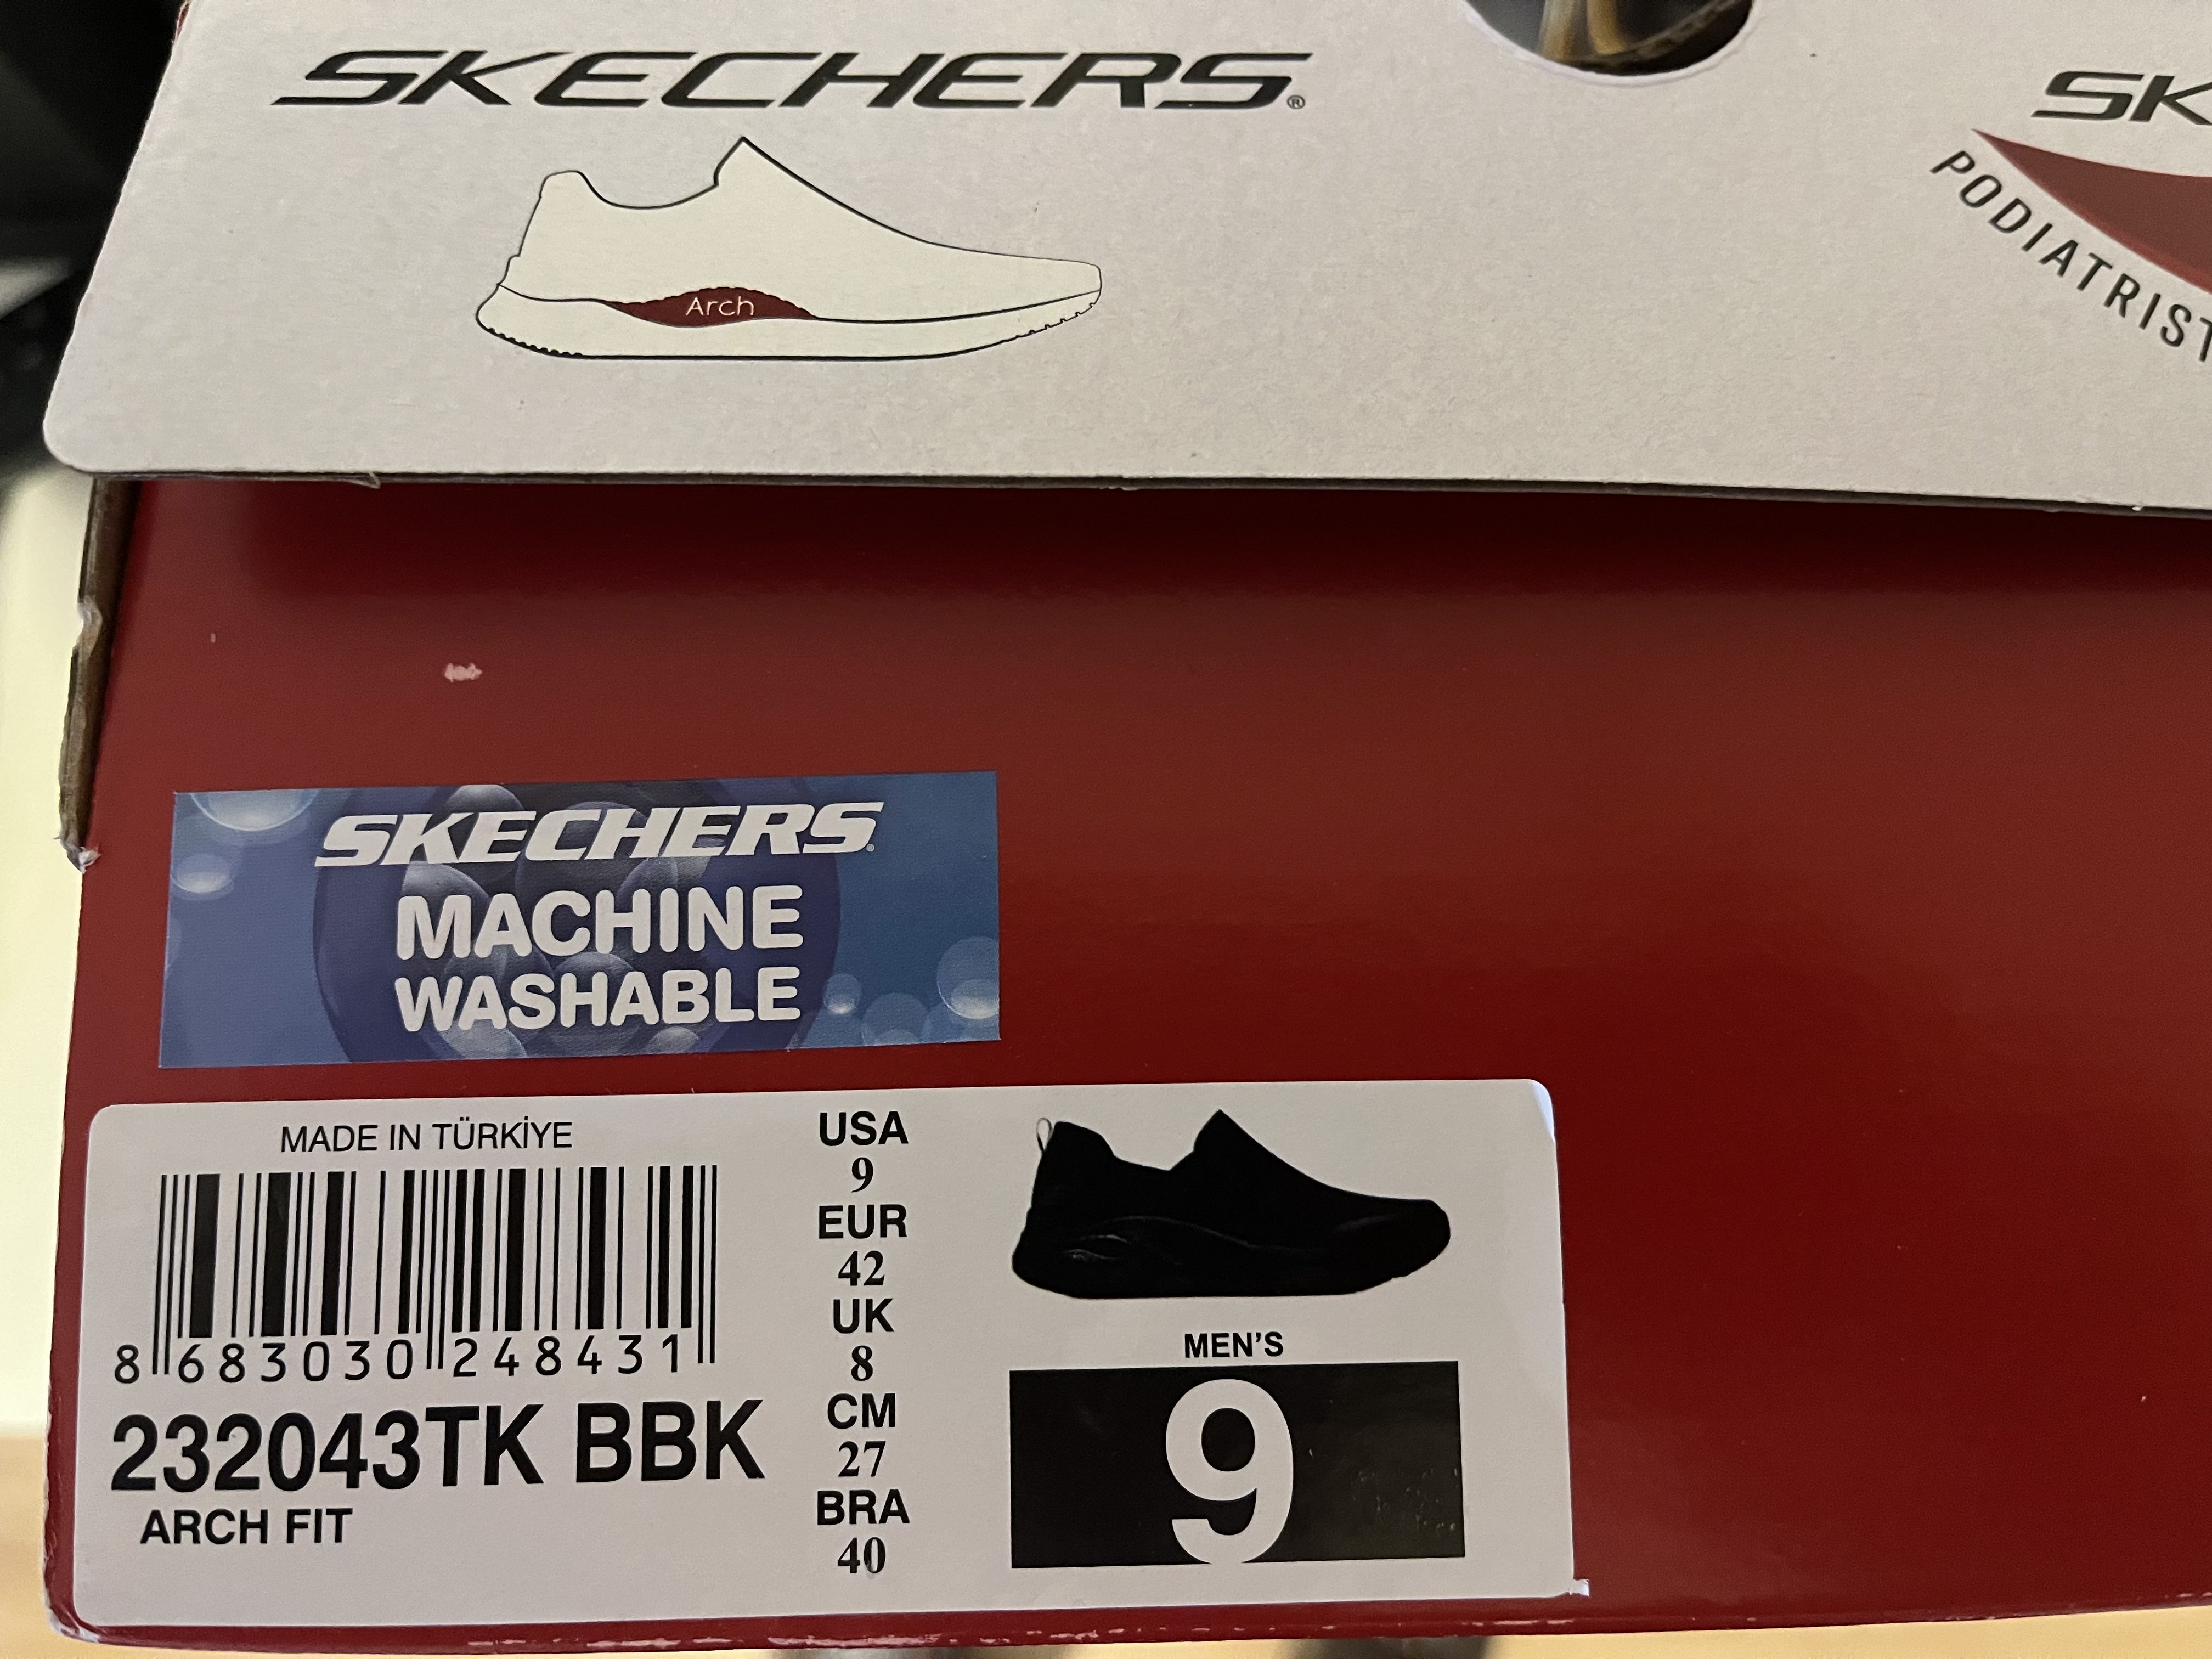 SKECHERS®
Arch
SK
PODIATRIST
SKECHERS
MACHINE
WASHABLE
MADE IN TÜRKİYE
8 683030 248431
232043TK BBK
ARCH FIT
USA
9
EUR
42
UK
8
CM
27
BRA
40
MEN'S
9